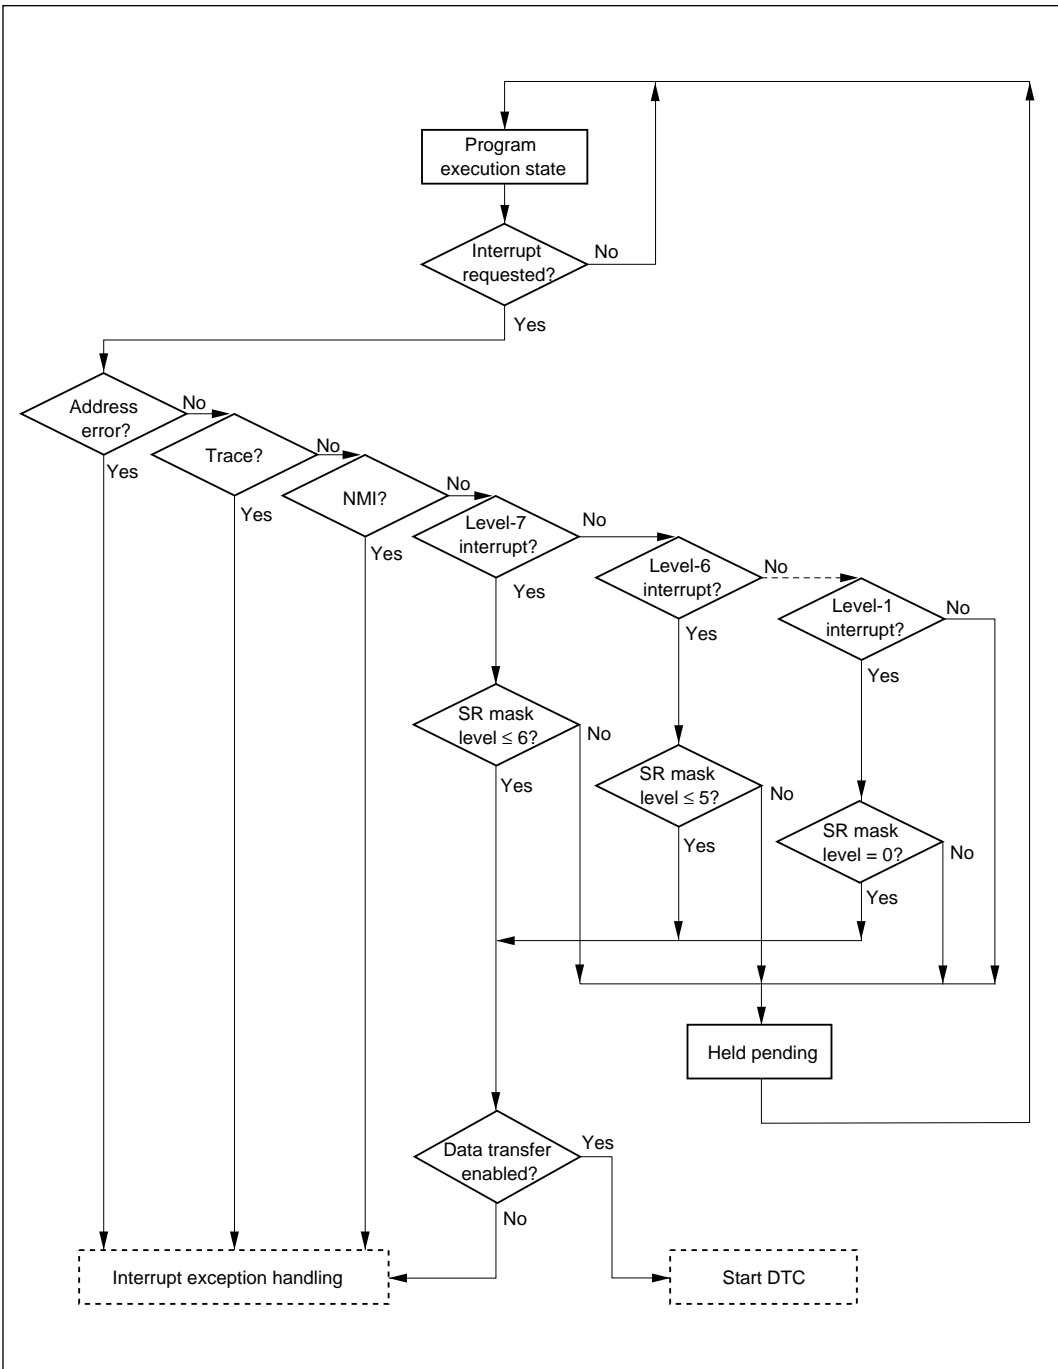 Program
execution state
Interrupt
requested?
No
Yes
Address
error?
No
Yes
Trace?
No
Yes
NMI?
No
Yes
Level-7
interrupt?
No
Yes
Level-6
interrupt?
No
Yes
Level-1
interrupt?
No
Yes
SR mask
level ≤ 6?
No
Yes
SR mask
level ≤ 5?
No
Yes
SR mask
level = 0?
No
Yes
Held pending
Data transfer
enabled?
Yes
No
Interrupt exception handling
Start DTC